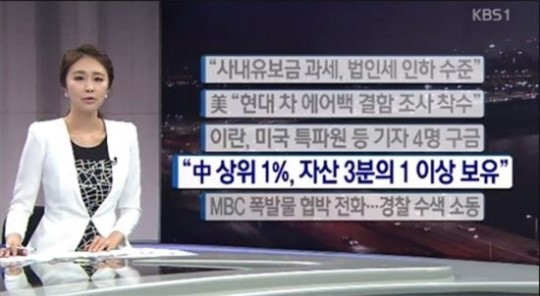 KBS1
“사내유보금 과세, 법인세 인하 수준”
美 “현대 차 에어백 결함 조사 착수”
이란, 미국 특파원 등 기자 4명 구금
“中 상위 1%, 자산 3분의 1 이상 보유”
MBC 폭발물 협박 전화…경찰 수색 소동